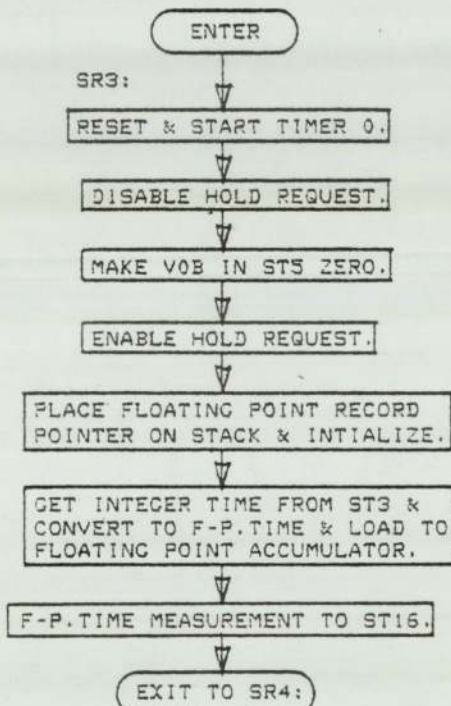 ENTER
SR3:
RESET & START TIMER 0.
DISABLE HOLD REQUEST.
MAKE V0B IN ST5 ZERO.
ENABLE HOLD REQUEST.
PLACE FLOATING POINT RECORD
POINTER ON STACK & INTIALIZE.
GET INTEGER TIME FROM ST3 &
CONVERT TO F-P.TIME & LOAD TO
FLOATING POINT ACCUMULATOR.
F-P.TIME MEASUREMENT TO ST16.
EXIT TO SR4: